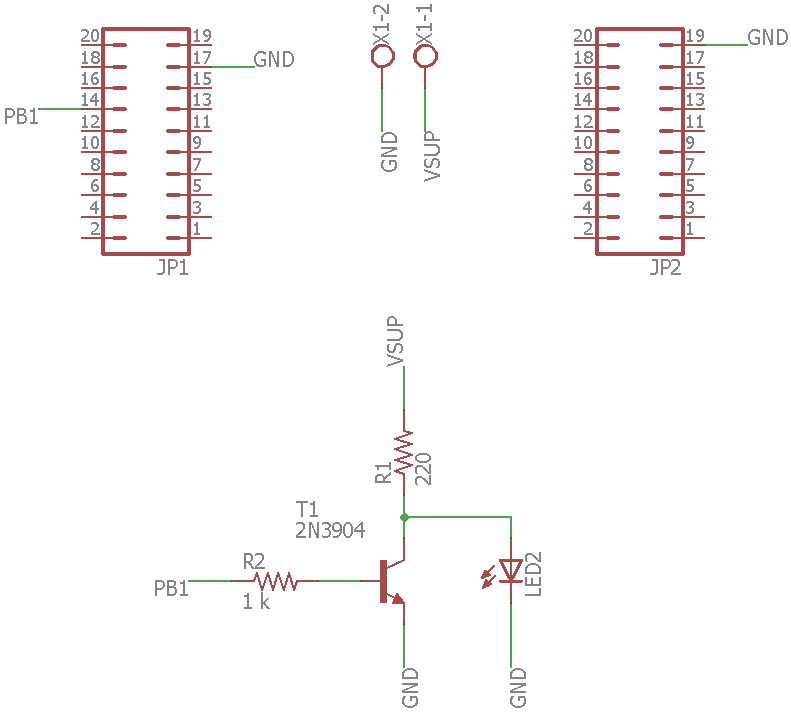 20 19
18 17 GND
16 15
PB1 14 13
12 11
10 9
8 7
6 5
4 3
2 1
JP1
X1-2
X1-1
GND
VSUP
20 19 GND
18 17
16 15
14 13
12 11
10 9
8 7
6 5
4 3
2 1
JP2
VSUP
R1
220
T1
2N3904
R2
PB1
1 k
LED2
GND
GND